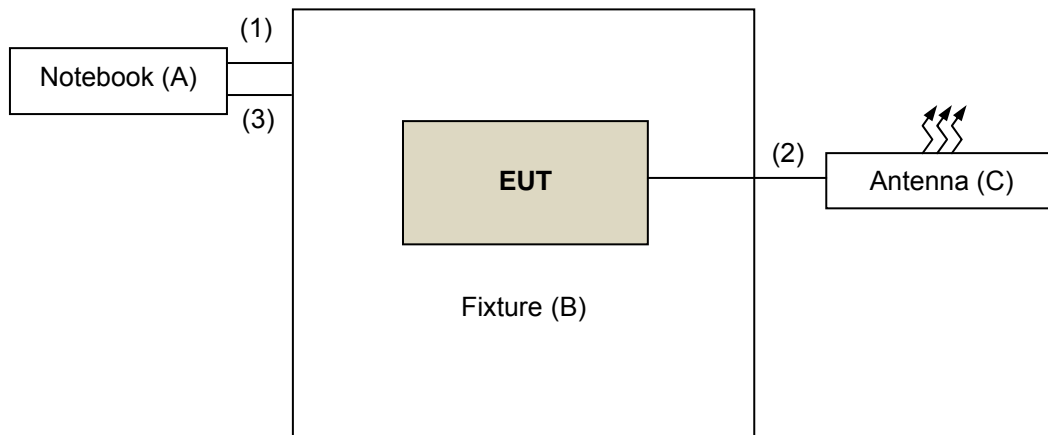 (1)
Notebook (A)
(3)
EUT
(2)
Antenna (C)
Fixture (B)